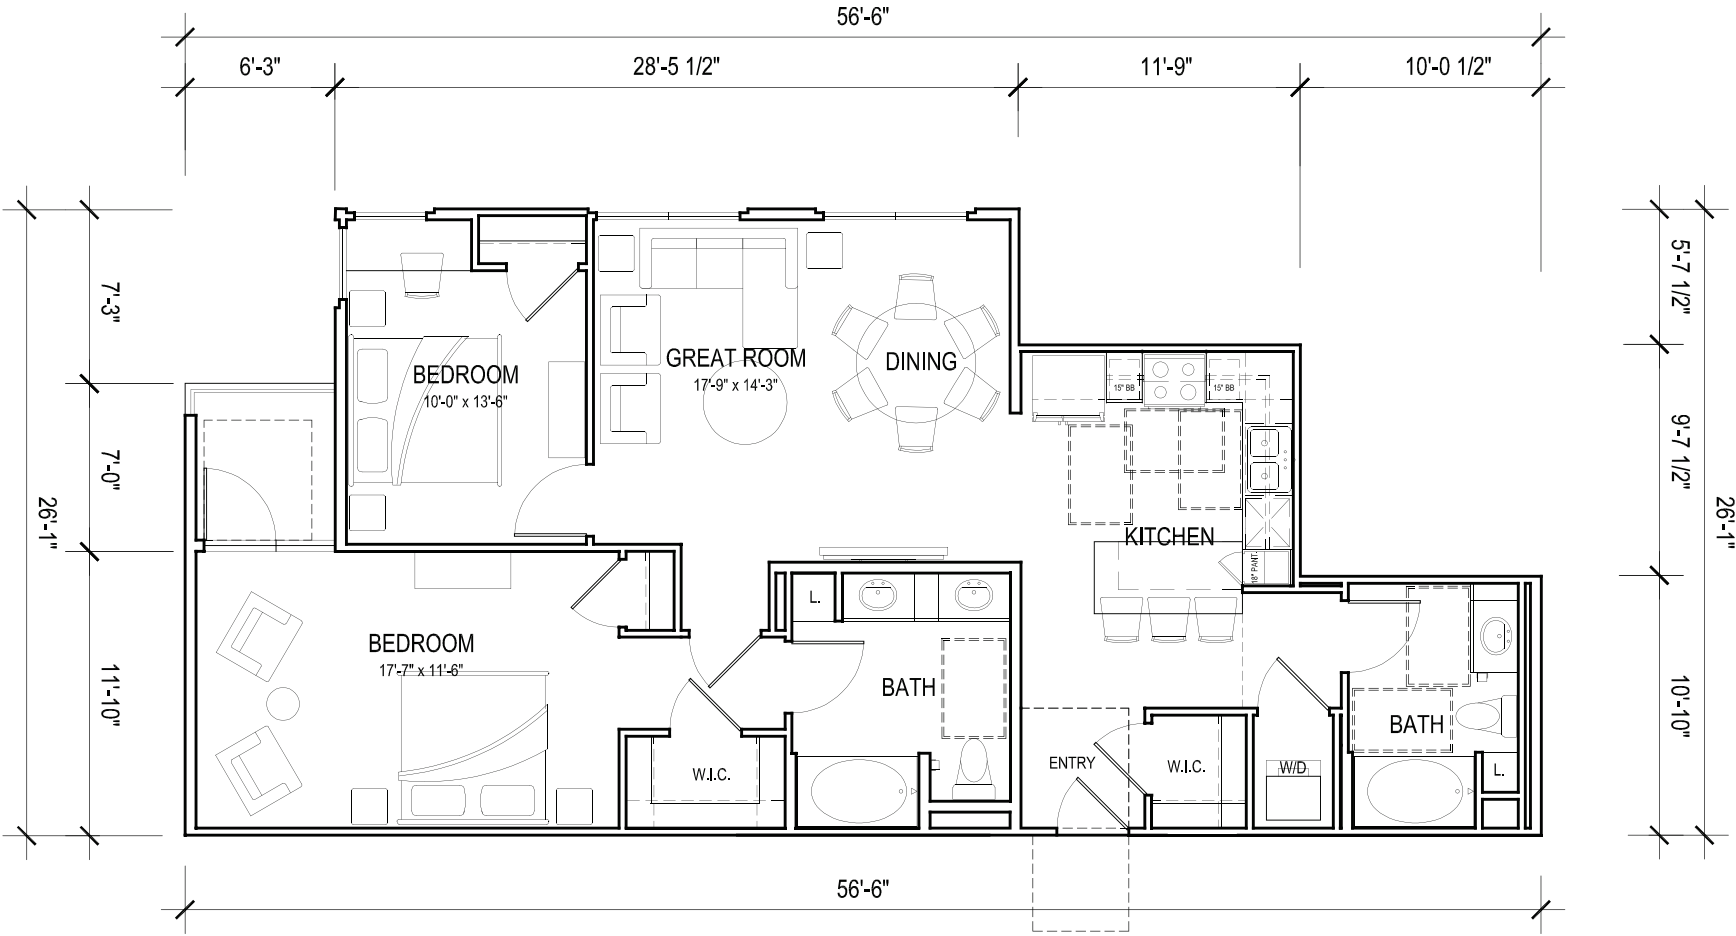 56'-6"
6'-3"
28'-5 1/2"
11'-9"
10'-0 1/2"
7'-3"
7'-0"
11'-10"
26'-1"
5'-7 1/2"
9'-7 1/2"
10'-10"
26'-1"
BEDROOM
10'-0" x 13'-6"
GREAT ROOM
17'-9" x 14'-3"
DINING
15" BB
15" BB
KITCHEN
18" PANT.
BEDROOM
17'-7" x 11'-6"
L.
BATH
W.I.C.
ENTRY
W.I.C.
W/D
BATH
L.
56'-6"